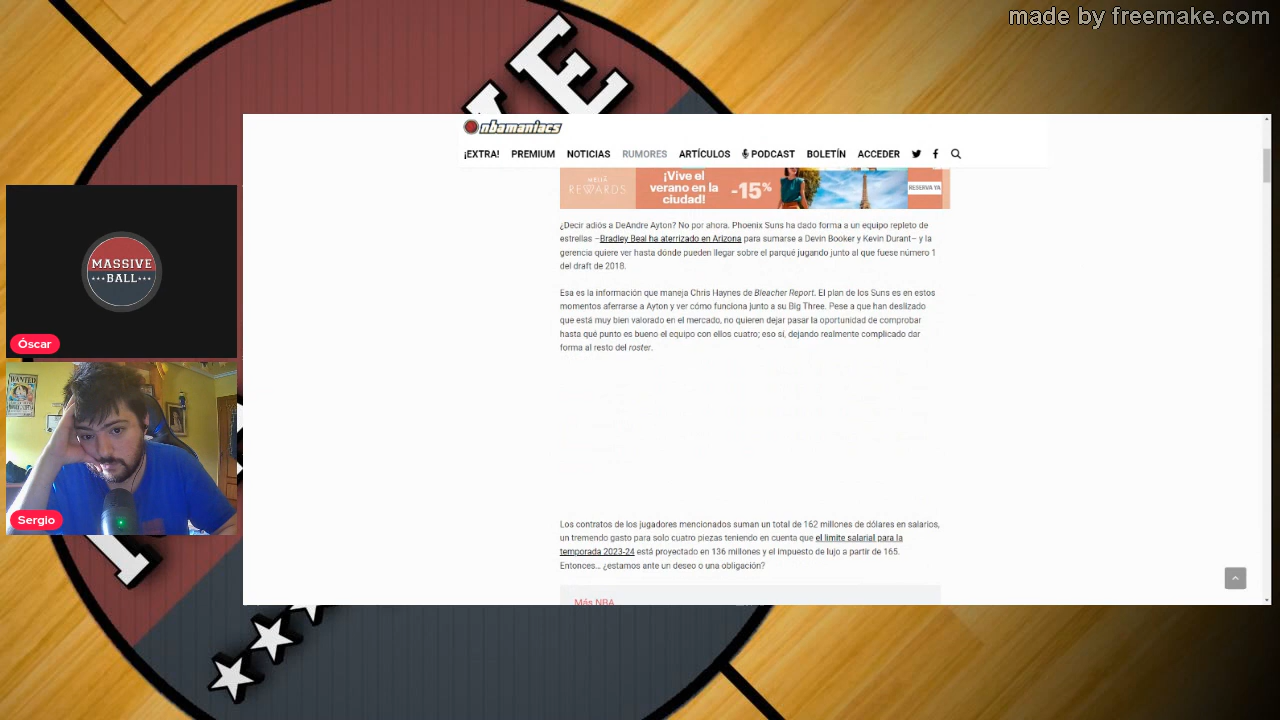 made by freemake.com
nbamaniacs
¡EXTRA! PREMIUM NOTICIAS RUMORES ARTÍCULOS PODCAST BOLETÍN ACCEDER
MELIÁ REWARDS
¡Vive el
verano en la
ciudad!
-15%
RESERVA YA
¿Decir adiós a DeAndre Ayton? No por ahora. Phoenix Suns ha dado forma a un equipo repleto de
estrellas –Bradley Beal ha aterrizado en Arizona para sumarse a Devin Booker y Kevin Durant– y la
gerencia quiere ver hasta dónde pueden llegar sobre el parqué jugando junto al que fuese número 1
del draft de 2018.
Esa es la información que maneja Chris Haynes de Bleacher Report. El plan de los Suns es en estos
momentos aferrarse a Ayton y ver cómo funciona junto a su Big Three. Pese a que han deslizado
que está muy bien valorado en el mercado, no quieren dejar pasar la oportunidad de comprobar
hasta qué punto es bueno el equipo con ellos cuatro; eso sí, dejando realmente complicado dar
forma al resto del roster.
Los contratos de los jugadores mencionados suman un total de 162 millones de dólares en salarios,
un tremendo gasto para solo cuatro piezas teniendo en cuenta que el límite salarial para la
temporada 2023-24 está proyectado en 136 millones y el impuesto de lujo a partir de 165.
Entonces... ¿estamos ante un deseo o una obligación?
Más NBA
MASSIVE
BALL
Óscar
WANTED
Sergio